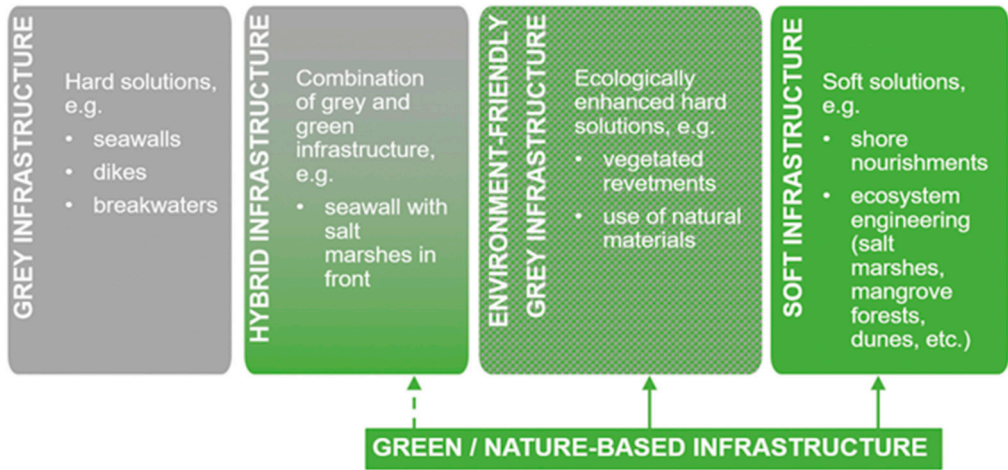 GREY INFRASTRUCTURE
Hard solutions,
e.g.
• seawalls
• dikes
• breakwaters
HYBRID INFRASTRUCTURE
Combination
of grey and
green
infrastructure,
e.g.
• seawall with
salt
marshes in
front
ENVIRONMENT-FRIENDLY
GREY INFRASTRUCTURE
Ecologically
enhanced hard
solutions, e.g.
• vegetated
revetments
• use of natural
materials
SOFT INFRASTRUCTURE
Soft solutions,
e.g.
• shore
nourishments
• ecosystem
engineering
(salt
marshes,
mangrove
forests,
dunes, etc.)
GREEN / NATURE-BASED INFRASTRUCTURE